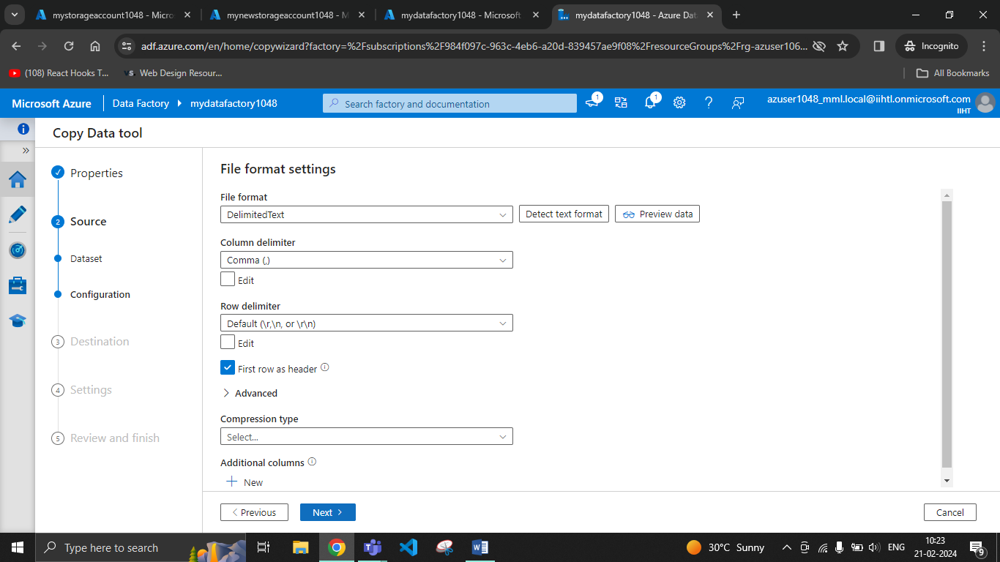 mystorageaccount1048 - Micro
mynewstorageaccount1048 - M
mydatafactory1048 - Microsoft
mydatafactory1048 - Azure Dat
adf.azure.com/en/home/copywizard?factory=%2Fsubscriptions%2F984f097c-963c-4eb6-a20d-839457ae9f08%2FresourceGroups%2Frg-azuser106...
Incognito
(108) React Hooks T...
VS. Web Design Resour...
All Bookmarks
Microsoft Azure
Data Factory
mydatafactory1048
Search factory and documentation
1
1
azuser1048_mml.local@iihtl.onmicrosoft.com
IIHT
Copy Data tool
Properties
2 Source
Dataset
Configuration
3 Destination
4 Settings
5 Review and finish
File format settings
File format
DelimitedText
Detect text format
Preview data
Column delimiter
Comma (,)
Edit
Row delimiter
Default (\r,\n, or \r\n)
Edit
First row as header
Advanced
Compression type
Select...
Additional columns
New
Previous
Next
Cancel
Type here to search
30°C Sunny
ENG
10:23
21-02-2024
9